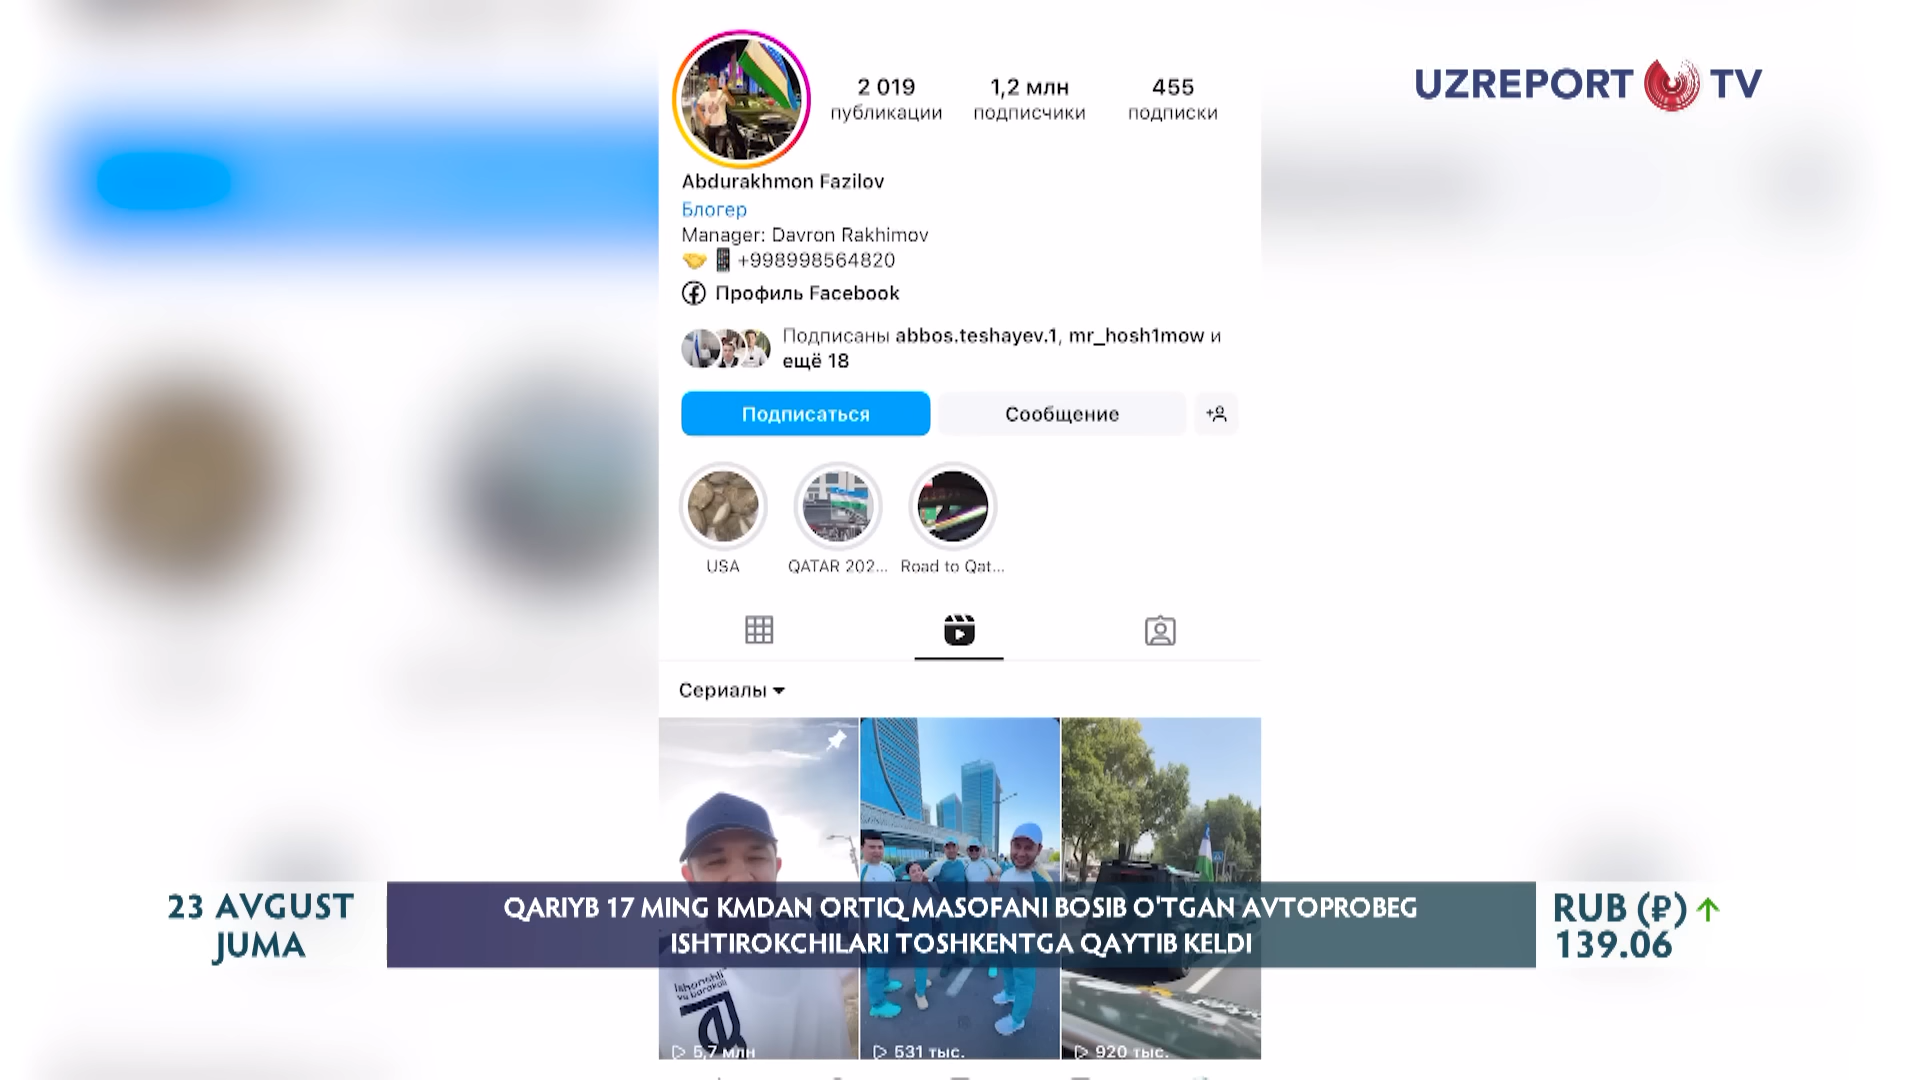 UZREPORT TV
2 019
публикации
1,2 млн
подписчики
455
подписки
Abdurakhmon Fazilov
Блогер
Manager: Davron Rakhimov
+998998564820
Профиль Facebook
Подписаны abbos.teshayev.1, mr_hosh1mow и
ещё 18
Подписаться
Сообщение
USA
QATAR 202...
Road to Qat...
Сериалы
23 AVGUST
JUMA
QARIYB 17 MING KMDAN ORTIQ MASOFANI BOSIB O'TGAN AVTOPROBEG
ISHTIROKCHILARI TOSHKENTGA QAYTIB KELDI
RUB (₽)
139.06
Ishonshli
va barakali
5,7 млн
531 тыс.
920 тыс.